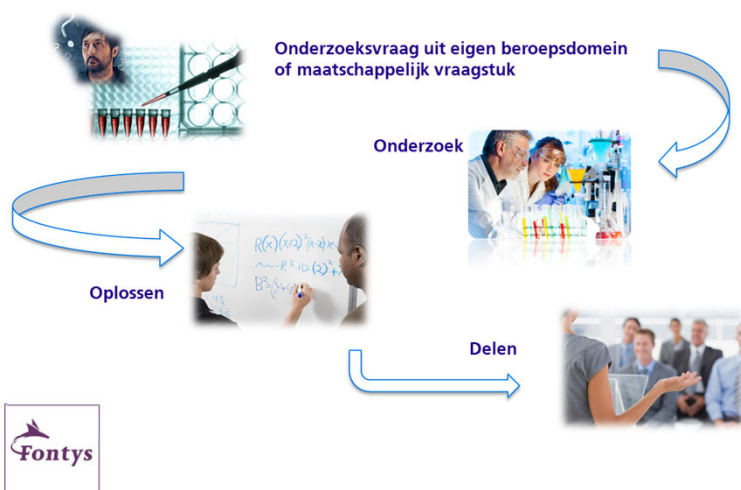 Onderzoeksvraag uit eigen beroepsdomein
of maatschappelijk vraagstuk
Onderzoek
Oplossen
Delen
Fontys